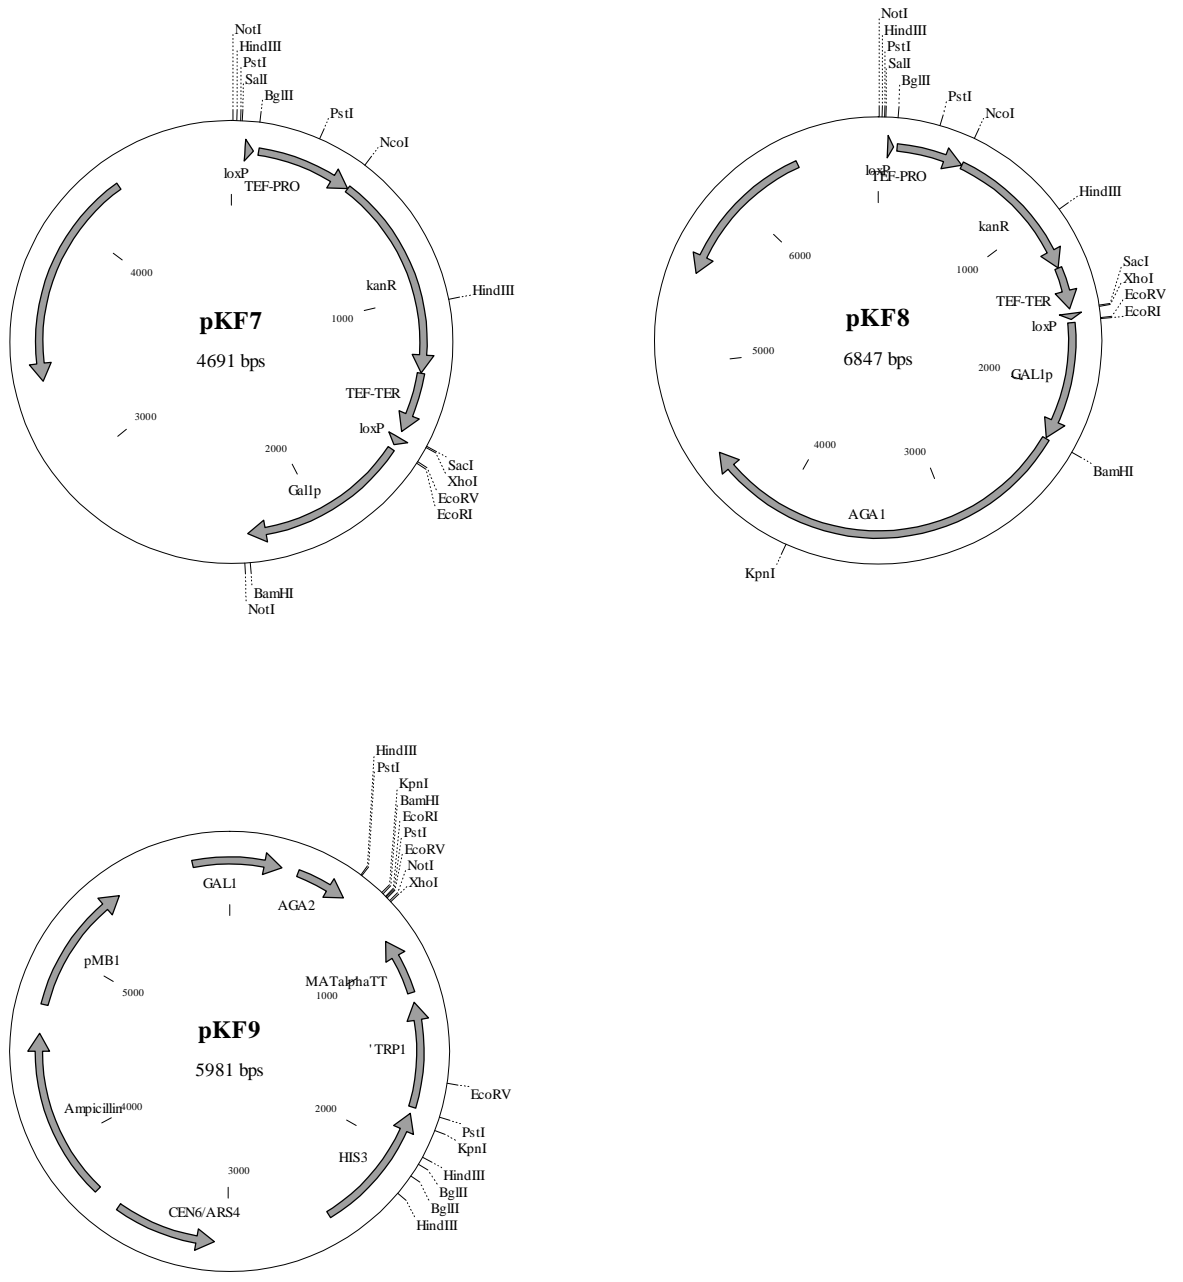 NotI
HindIII
PstI
SalI
BglII
PstI
NcoI
loxP
TEF-PRO
4000
kanR
HindIII
1000
pKF7
4691 bps
TEF-TER
3000
loxP
2000
SacI
XhoI
Gal1p
EcoRV
EcoRI
BamHI
NotI
NotI
HindIII
PstI
SalI
BglII
PstI
NcoI
loxP
TEF-PRO
HindIII
kanR
6000
1000
SacI
XhoI
EcoRV
TEF-TER
EcoRI
pKF8
loxP
6847 bps
5000
2000
GAL1p
4000
3000
BamHI
AGA1
KpnI
HindIII
PstI
KpnI
BamHI
EcoRI
PstI
EcoRV
NotI
XhoI
GAL1
AGA2
pMB1
MATalphaTT
5000
1000
pKF9
'TRP1
5981 bps
EcoRV
Ampicillin
4000
2000
PstI
KpnI
HIS3
3000
HindIII
BglII
BglII
CEN6/ARS4
HindIII